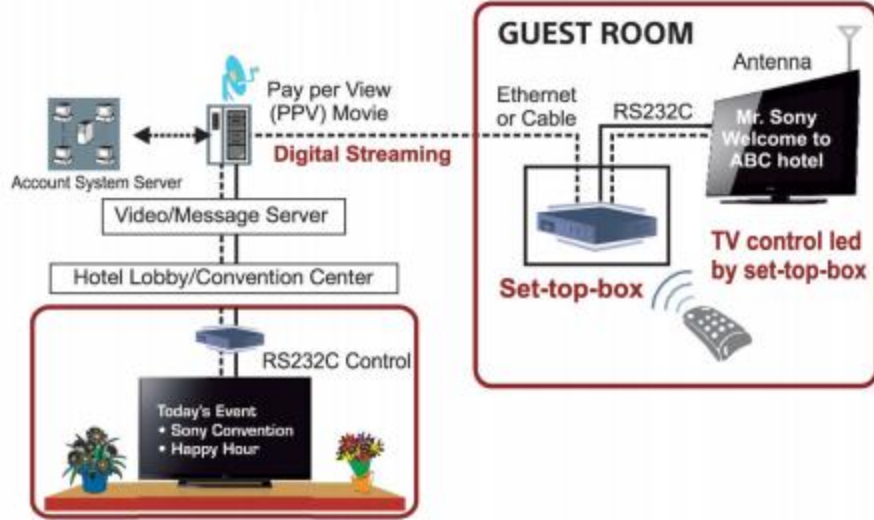 GUEST ROOM
Antenna
Ethernet
or Cable
RS232C
Mr. Sony
Welcome to
ABC hotel
Pay per View
(PPV) Movie
Digital Streaming
Account System Server
Video/Message Server
Hotel Lobby/Convention Center
Set-top-box
TV control led
by set-top-box
RS232C Control
Today's Event
• Sony Convention
• Happy Hour